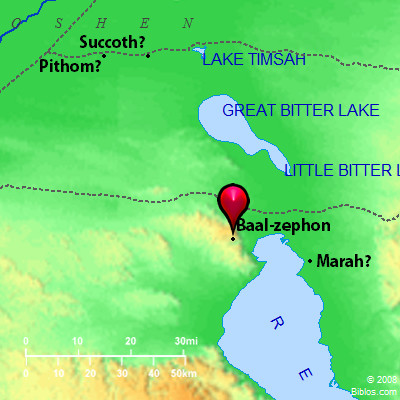 O S H E N
Succoth?
Pithom?
LAKE TIMSAH
GREAT BITTER LAKE
LITTLE BITTER L
Baal-zephon
Marah?
R
E
0 10 20 30mi
0 10 20 30 40 50km
© 2008
Biblos.com